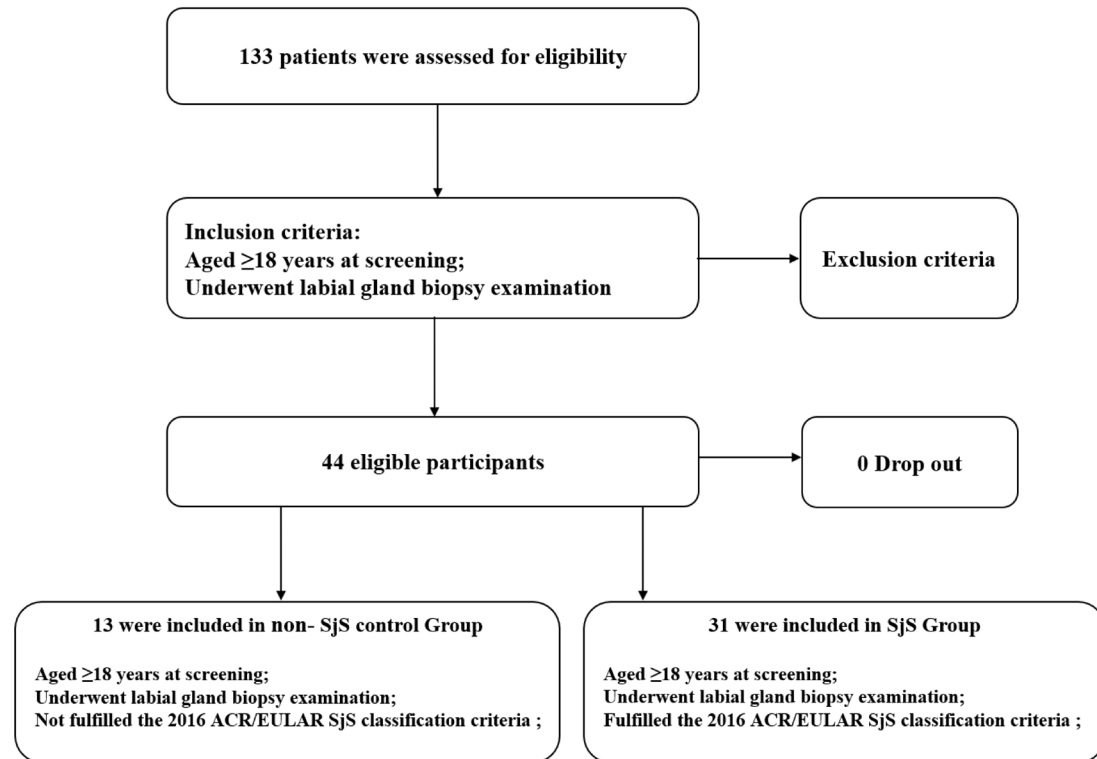 133 patients were assessed for eligibility
Inclusion criteria:
Aged ≥18 years at screening;
Underwent labial gland biopsy examination
Exclusion criteria
44 eligible participants
0 Drop out
13 were included in non- SjS control Group
Aged ≥18 years at screening;
Underwent labial gland biopsy examination;
Not fulfilled the 2016 ACR/EULAR SjS classification criteria ;
31 were included in SjS Group
Aged ≥18 years at screening;
Underwent labial gland biopsy examination;
Fulfilled the 2016 ACR/EULAR SjS classification criteria ;